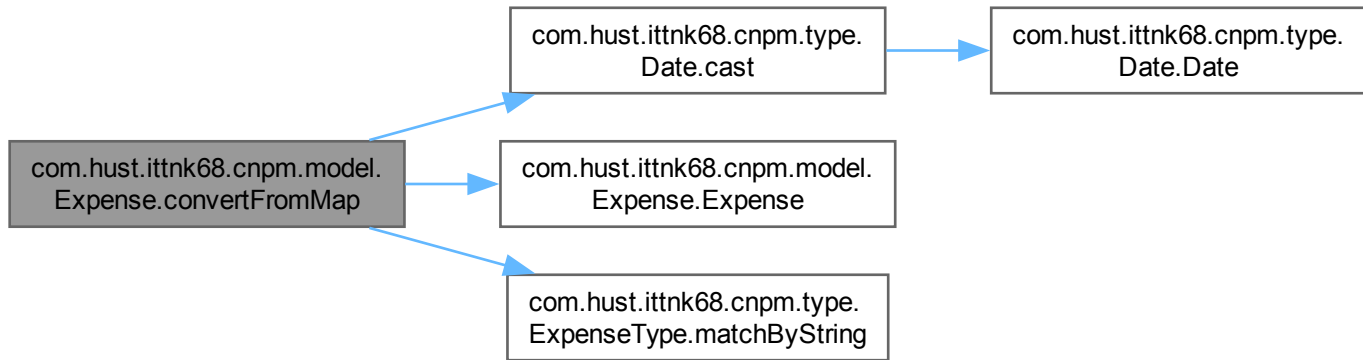 com.hust.ittnk68.cnpm.type.
Date.cast
com.hust.ittnk68.cnpm.type.
Date.Date
com.hust.ittnk68.cnpm.model.
Expense.convertFromMap
com.hust.ittnk68.cnpm.model.
Expense.Expense
com.hust.ittnk68.cnpm.type.
ExpenseType.matchByString